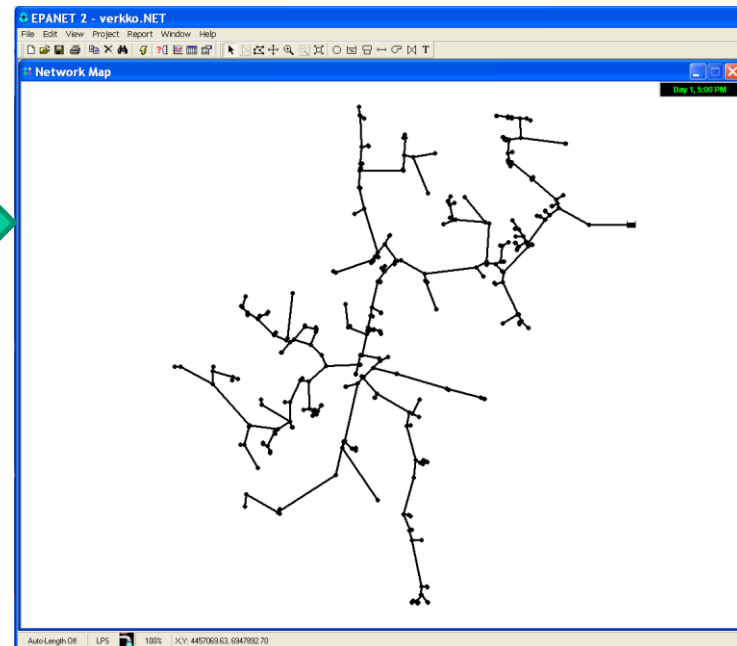 EPANET 2 - verkko.NET
File Edit View Project Report Window Help
T
Network Map
Day 1, 5:00 PM
Auto-Length Off LPS 100% X,Y: 4457069.63, 6947892.70